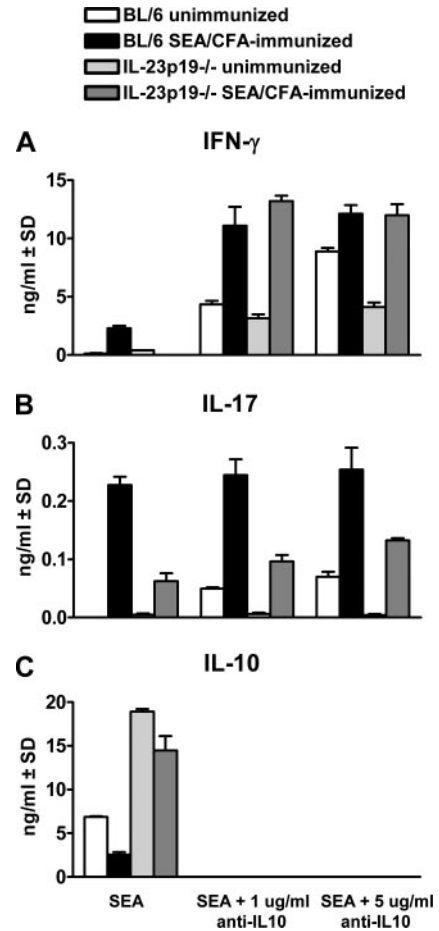 BL/6 unimmunized
BL/6 SEA/CFA-immunized
IL-23p19-/- unimmunized
IL-23p19-/- SEA/CFA-immunized
A
IFN-γ
ng/ml ± SD
15
10
5
0
B
IL-17
ng/ml ± SD
0.3
0.2
0.1
0.0
C
IL-10
ng/ml ± SD
20
15
10
5
0
SEA
SEA + 1 ug/ml
anti-IL10
SEA + 5 ug/ml
anti-IL10